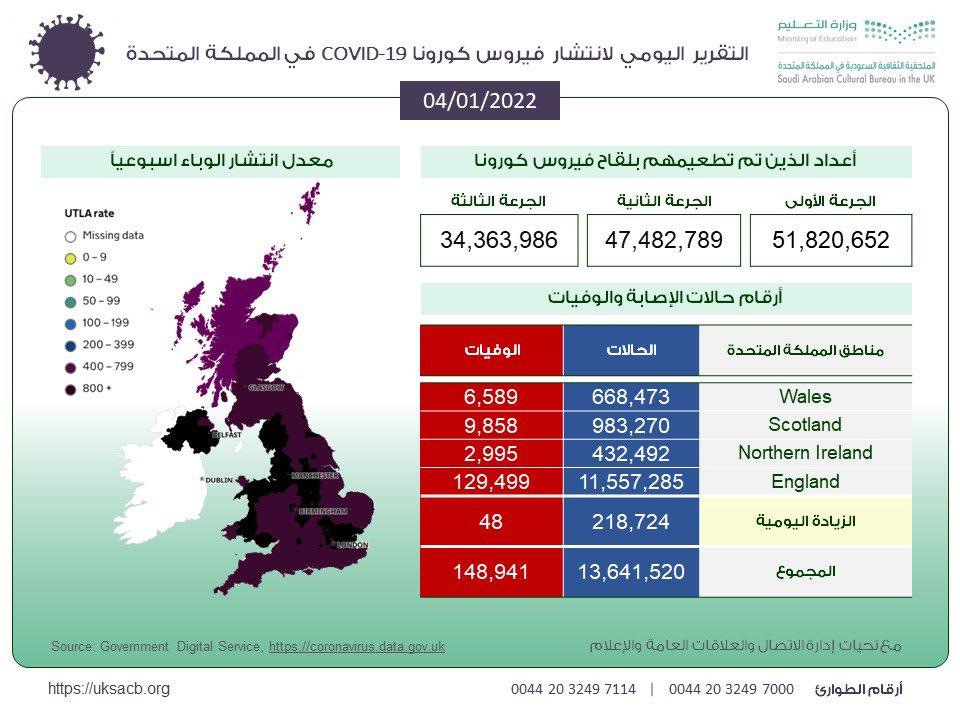 وزارة التعليم
Ministry of Education
الملحقية الثقافية السعودية في المملكة المتحدة
Saudi Arabian Cultural Bureau in the UK
التقرير اليومي لانتشار فيروس كورونا COVID-19 في المملكة المتحدة
04/01/2022
أعداد الذين تم تطعيمهم بلقاح فيروس كورونا
الجرعة الأولى الجرعة الثانية الجرعة الثالثة
51,820,652 47,482,789 34,363,986
أرقام حالات الإصابة والوفيات
مناطق المملكة المتحدة الحالات الوفيات
Wales 668,473 6,589
Scotland 983,270 9,858
Northern Ireland 432,492 2,995
England 11,557,285 129,499
الزيادة اليومية 218,724 48
المجموع 13,641,520 148,941
معدل انتشار الوباء اسبوعياً
UTLA rate
Missing data
0 – 9
10 – 49
50 – 99
100 – 199
200 – 399
400 – 799
800 +
GLASGOW
BELFAST
DUBLIN
MANCHESTER
BIRMINGHAM
LONDON
مع تحيات إدارة الاتصال والعلاقات العامة والإعلام
Source: Government Digital Service, https://coronavirus.data.gov.uk
أرقام الطوارئ 0044 20 3249 7000 | 0044 20 3249 7114
https://uksacb.org